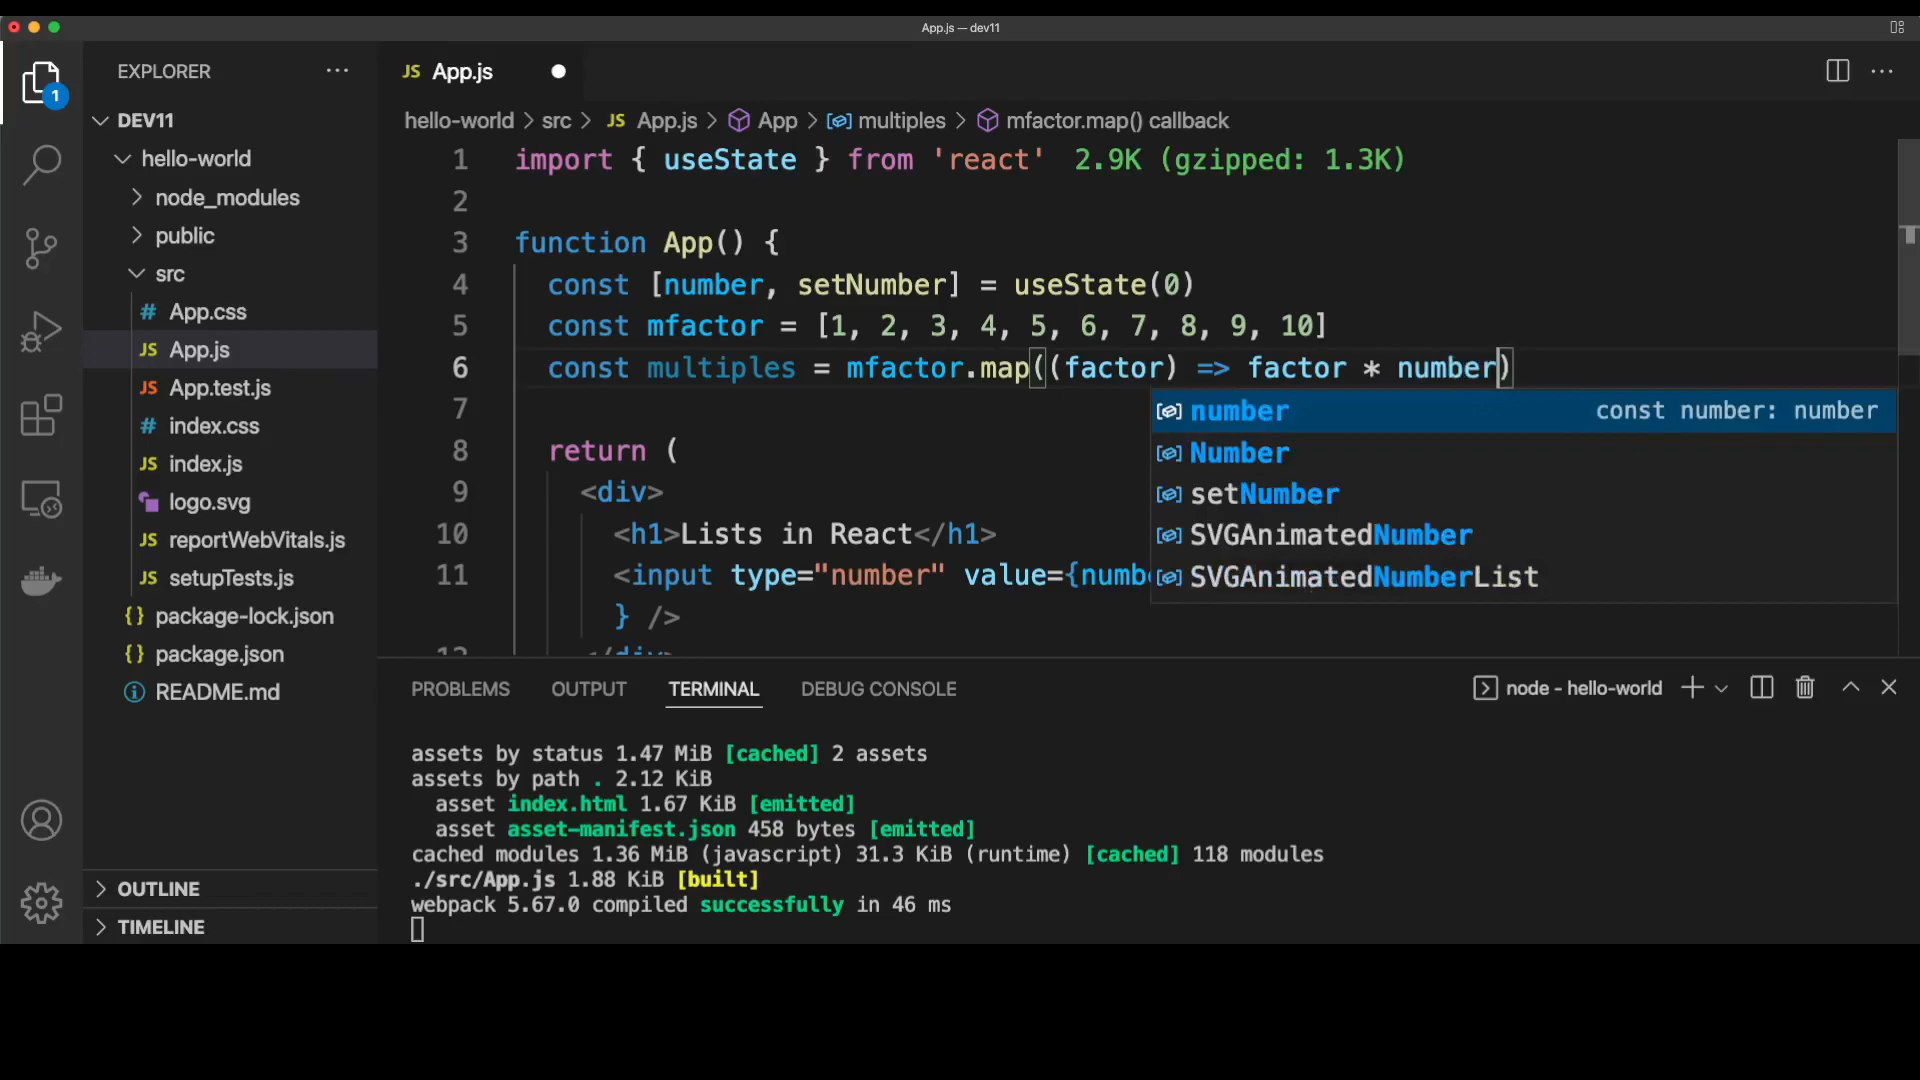 App.js — dev11
EXPLORER
JS App.js
1
DEV11
hello-world > src > JS App.js > App > multiples > mfactor.map() callback
hello-world
node_modules
public
src
# App.css
JS App.js
JS App.test.js
# index.css
JS index.js
logo.svg
JS reportWebVitals.js
JS setupTests.js
{} package-lock.json
{} package.json
README.md
OUTLINE
TIMELINE
1 import { useState } from 'react' 2.9K (gzipped: 1.3K)
2
3 function App() {
4 const [number, setNumber] = useState(0)
5 const mfactor = [1, 2, 3, 4, 5, 6, 7, 8, 9, 10]
6 const multiples = mfactor.map((factor) => factor * number)
7
8 return (
9 <div>
10 <h1>Lists in React</h1>
11 <input type="number" value={numb
} />
12 </div>
number const number: number
Number
setNumber
SVGAnimatedNumber
SVGAnimatedNumberList
PROBLEMS OUTPUT TERMINAL DEBUG CONSOLE
node - hello-world
assets by status 1.47 MiB [cached] 2 assets
assets by path . 2.12 KiB
asset index.html 1.67 KiB [emitted]
asset asset-manifest.json 458 bytes [emitted]
cached modules 1.36 MiB (javascript) 31.3 KiB (runtime) [cached] 118 modules
./src/App.js 1.88 KiB [built]
webpack 5.67.0 compiled successfully in 46 ms